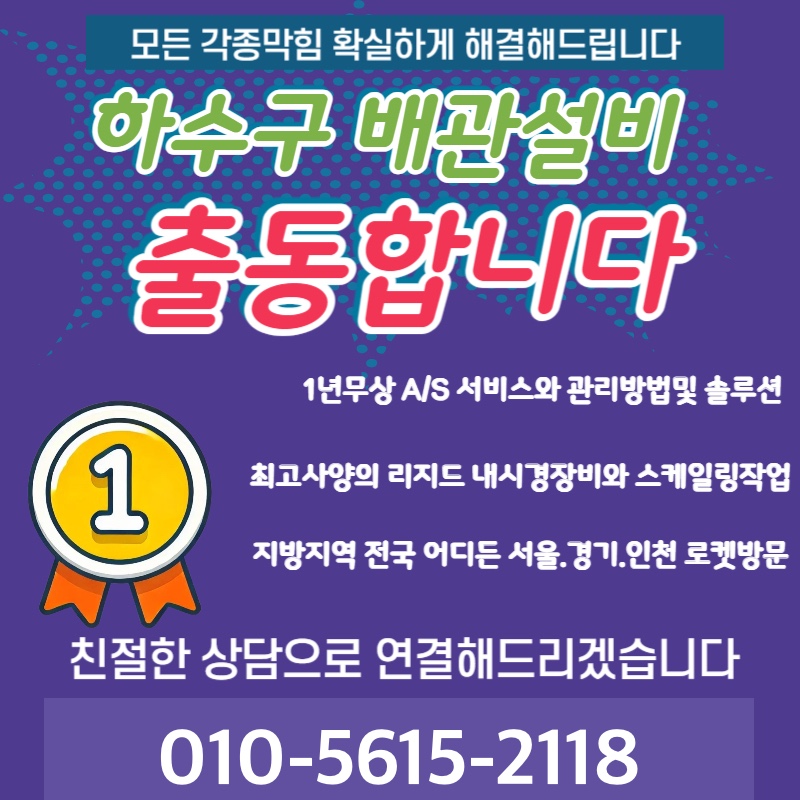 모든 각종막힘 확실하게 해결해드립니다
하수구 배관설비
출동합니다
1년무상 A/S 서비스와 관리방법및 솔루션
1
최고사양의 리지드 내시경장비와 스케일링작업
지방지역 전국 어디든 서울.경기.인천 로켓방문
친절한 상담으로 연결해드리겠습니다
010-5615-2118